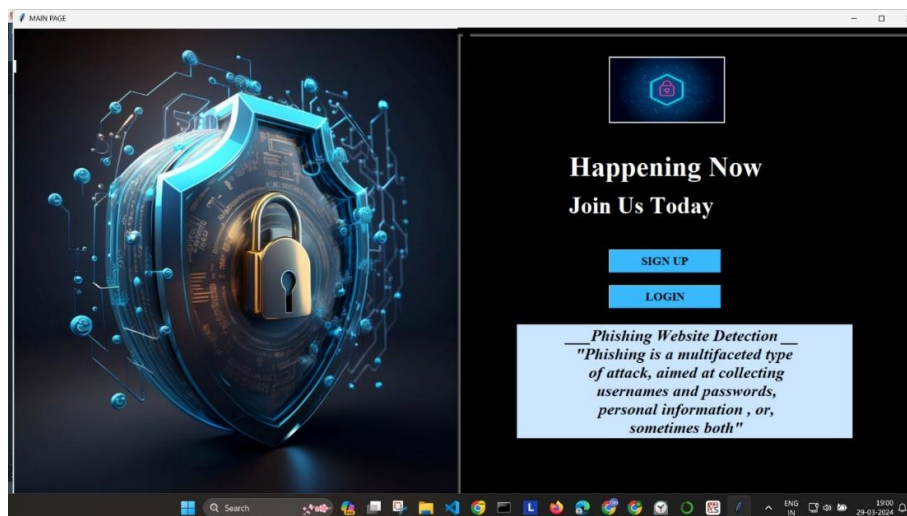 MAIN PAGE
Happening Now
Join Us Today
SIGN UP
LOGIN
___Phishing Website Detection __
"Phishing is a multifaceted type
of attack, aimed at collecting
usernames and passwords,
personal information , or,
sometimes both"
Search
ENG
IN
19:00
29-03-2024